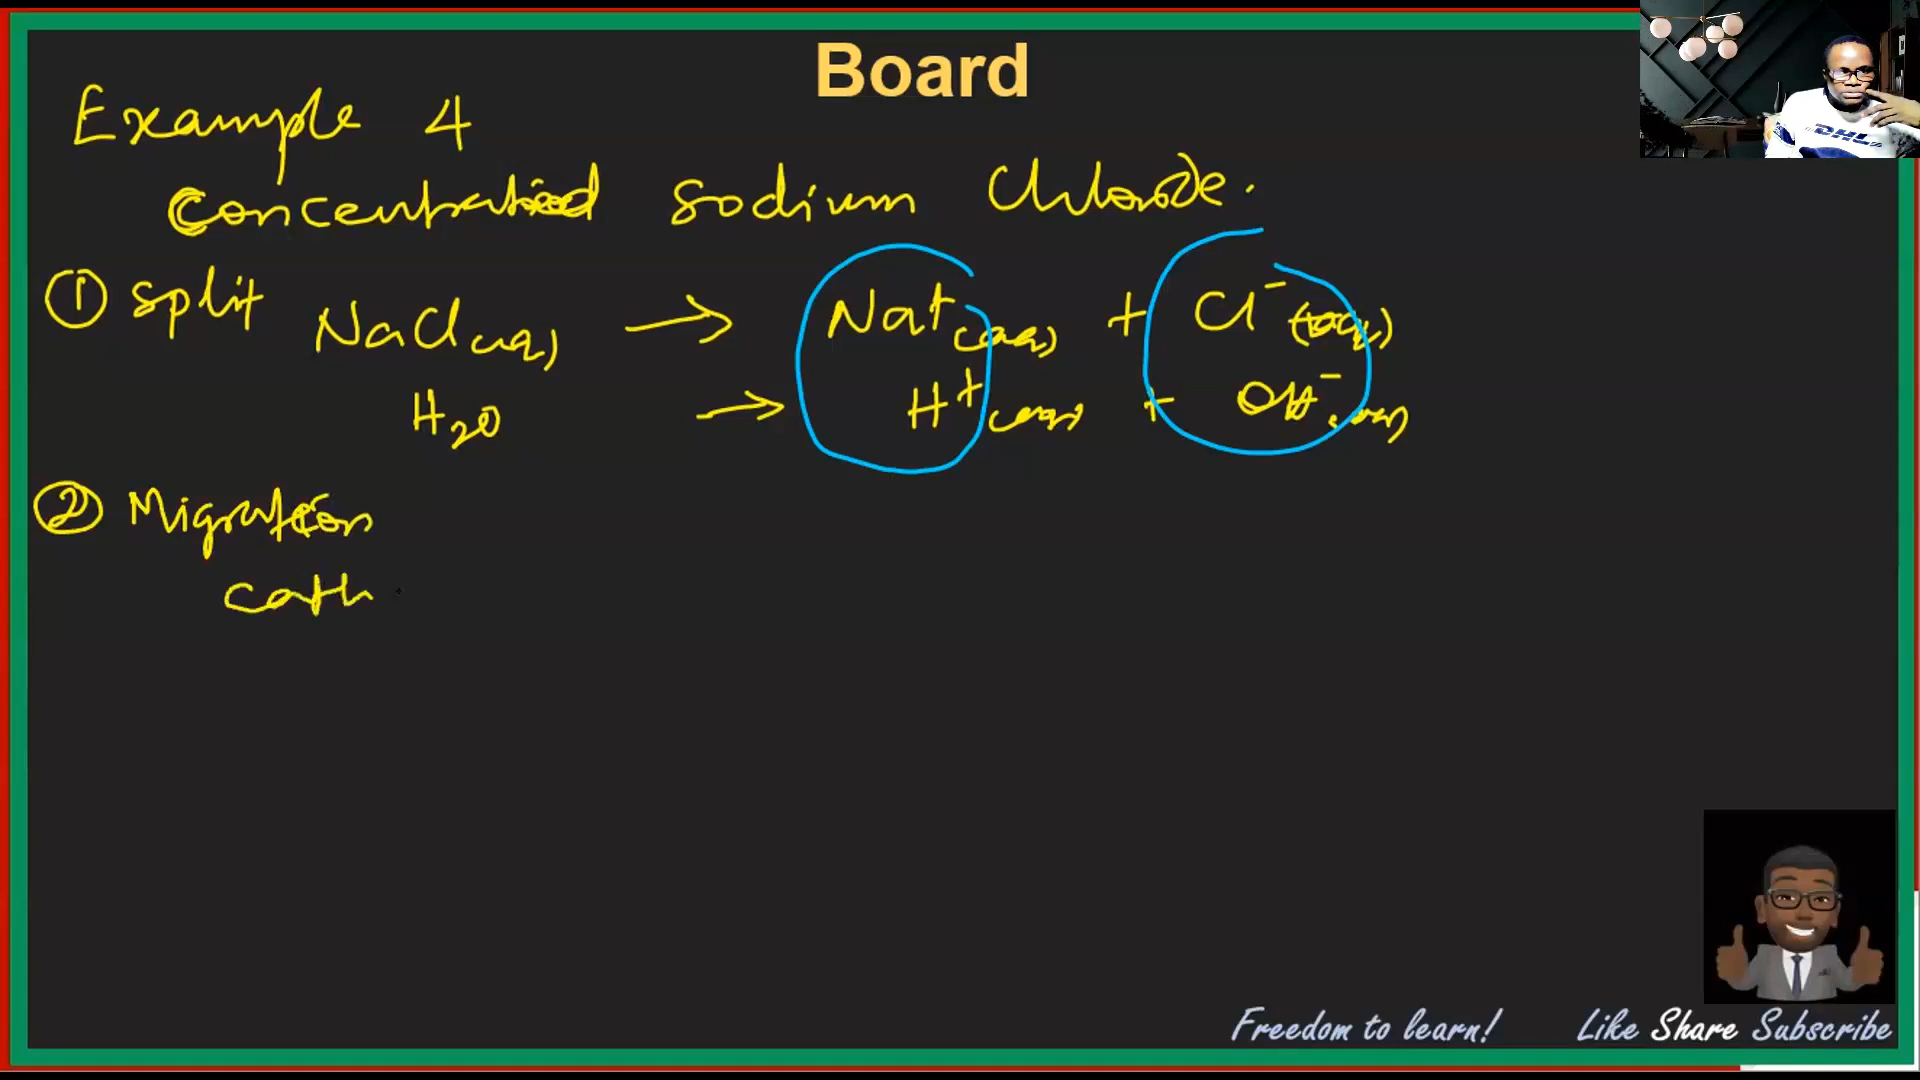 Board
Example 4
Concentrated sodium Chloride.
① split NaCl(aq) → Na+(aq) + Cl-(aq)
H2O → H+(aq) + OH-(aq)
② Migration
cath
DHL
Freedom to learn! Like Share Subscribe